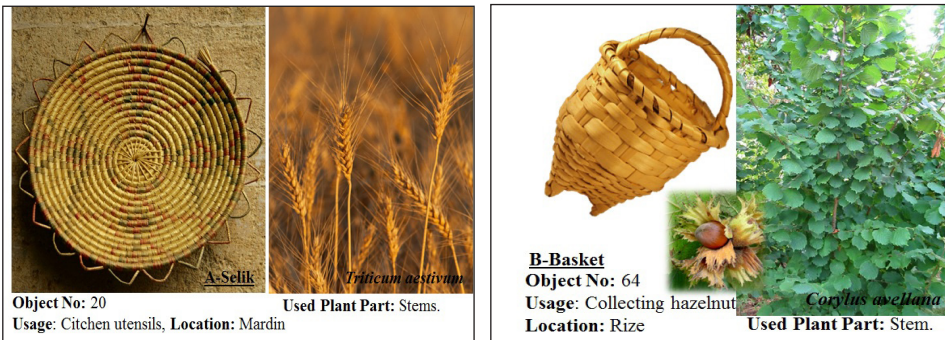 A-Selik
Triticum aestivum
Object No: 20
Used Plant Part: Stems.
Usage: Citchen utensils, Location: Mardin
B-Basket
Object No: 64
Usage: Collecting hazelnut
Corylus avellana
Location: Rize
Used Plant Part: Stem.